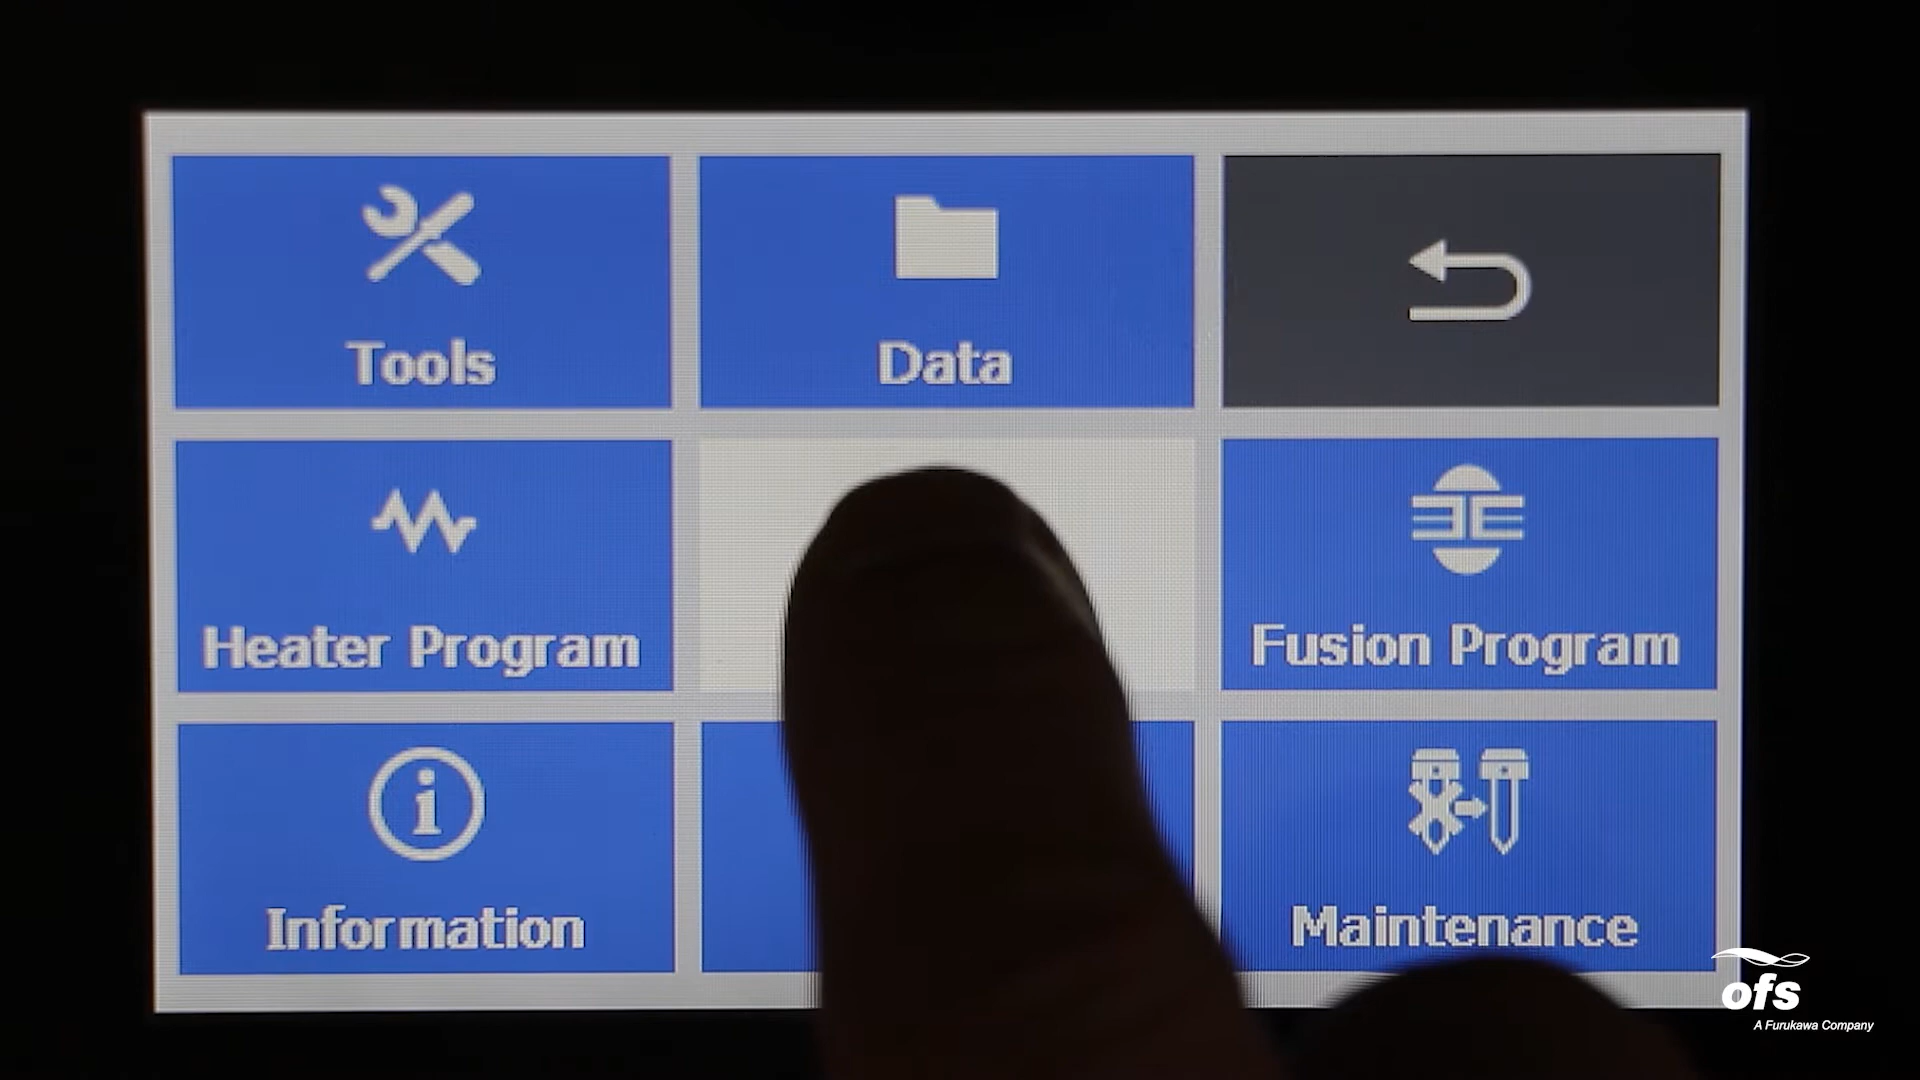 Tools
Data
Heater Program
Fusion Program
Information
Maintenance
ofs
A Furukawa Company